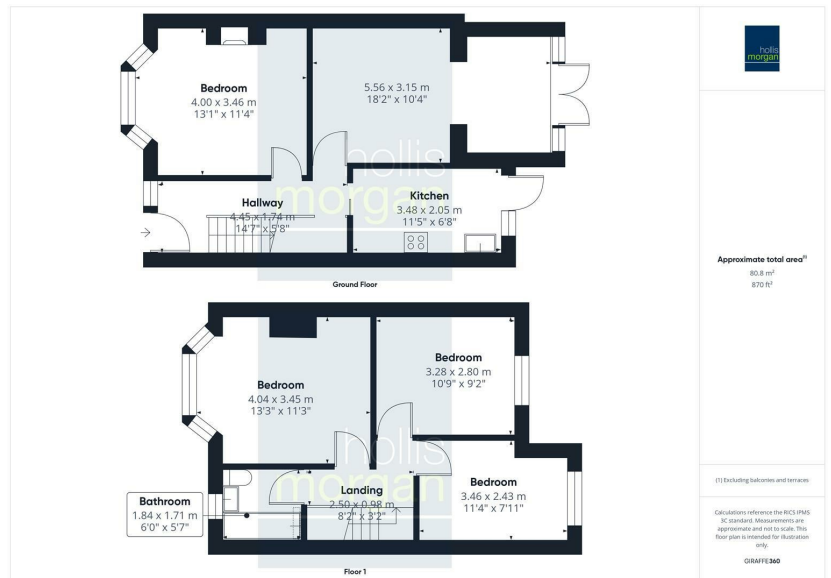 Bedroom
4.00 x 3.46 m
13'1" x 11'4"
5.56 x 3.15 m
18'2" x 10'4"
hollis
morgan
Hallway
4.45 x 1.74 m
14'7" x 5'8"
Kitchen
3.48 x 2.05 m
11'5" x 6'8"
Ground Floor
Bedroom
4.04 x 3.45 m
13'3" x 11'3"
Bedroom
3.28 x 2.80 m
10'9" x 9'2"
hollis
morgan
Bathroom
1.84 x 1.71 m
6'0" x 5'7"
Landing
2.50 x 0.98 m
8'2" x 3'2"
Bedroom
3.46 x 2.43 m
11'4" x 7'11"
Floor 1
hollis
morgan
Approximate total area(1)
80.8 m²
870 ft²
(1) Excluding balconies and terraces
Calculations reference the RICS IPMS
3C standard. Measurements are
approximate and not to scale. This
floor plan is intended for illustration
only.
GIRAFFE360